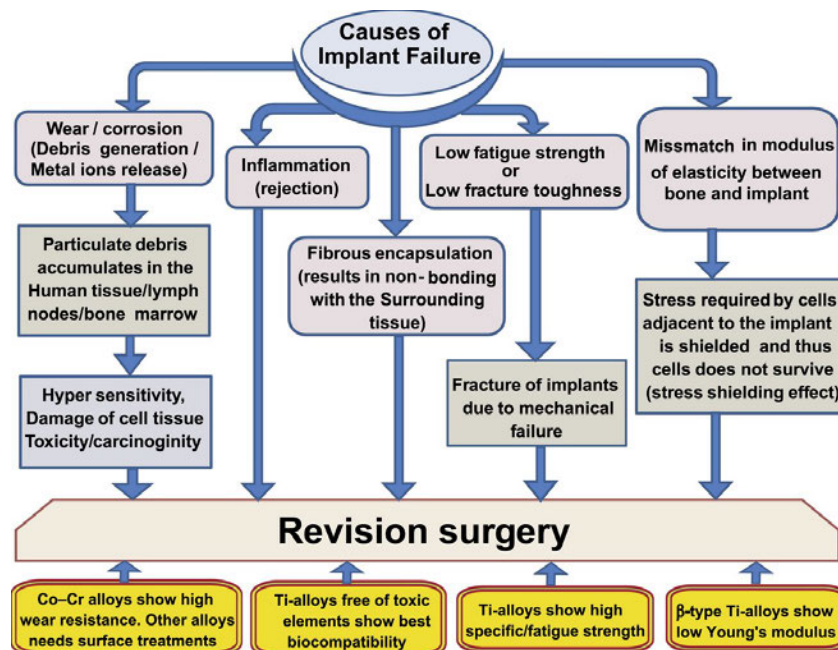 Causes of
Implant Failure
Wear / corrosion
(Debris generation /
Metal ions release)
Inflammation
(rejection)
Low fatigue strength
or
Low fracture toughness
Missmatch in modulus
of elasticity between
bone and implant
Particulate debris
accumulates in the
Human tissue/lymph
nodes/bone marrow
Fibrous encapsulation
(results in non-bonding
with the Surrounding
tissue)
Stress required by cells
adjacent to the implant
is shielded and thus
cells does not survive
(stress shielding effect)
Hyper sensitivity,
Damage of cell tissue
Toxicity/carcinoginity
Fracture of implants
due to mechanical
failure
Revision surgery
Co–Cr alloys show high
wear resistance. Other alloys
needs surface treatments
Ti-alloys free of toxic
elements show best
biocompatibility
Ti-alloys show high
specific/fatigue strength
β-type Ti-alloys show
low Young's modulus